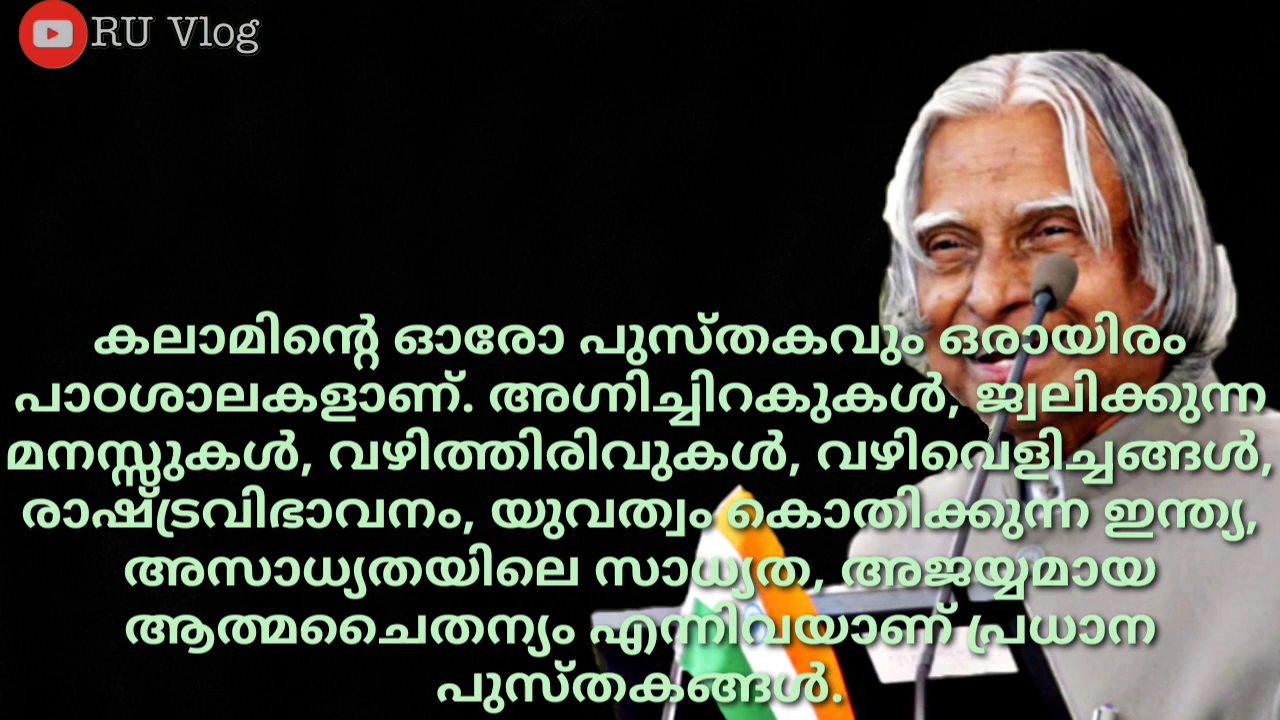 RU Vlog
കലാമിന്റെ ഓരോ പുസ്തകവും ഒരായിരം
പാഠശാലകളാണ്. അഗ്നിച്ചിറകുകൾ, ജ്വലിക്കുന്ന
മനസ്സുകൾ, വഴിത്തിരിവുകൾ, വഴിവെളിച്ചങ്ങൾ,
രാഷ്ട്രവിഭാവനം, യുവത്വം കൊതിക്കുന്ന ഇന്ത്യ,
അസാധ്യതയിലെ സാധ്യത, അജയ്യമായ
ആത്മചൈതന്യം എന്നിവയാണ് പ്രധാന
പുസ്തകങ്ങൾ.